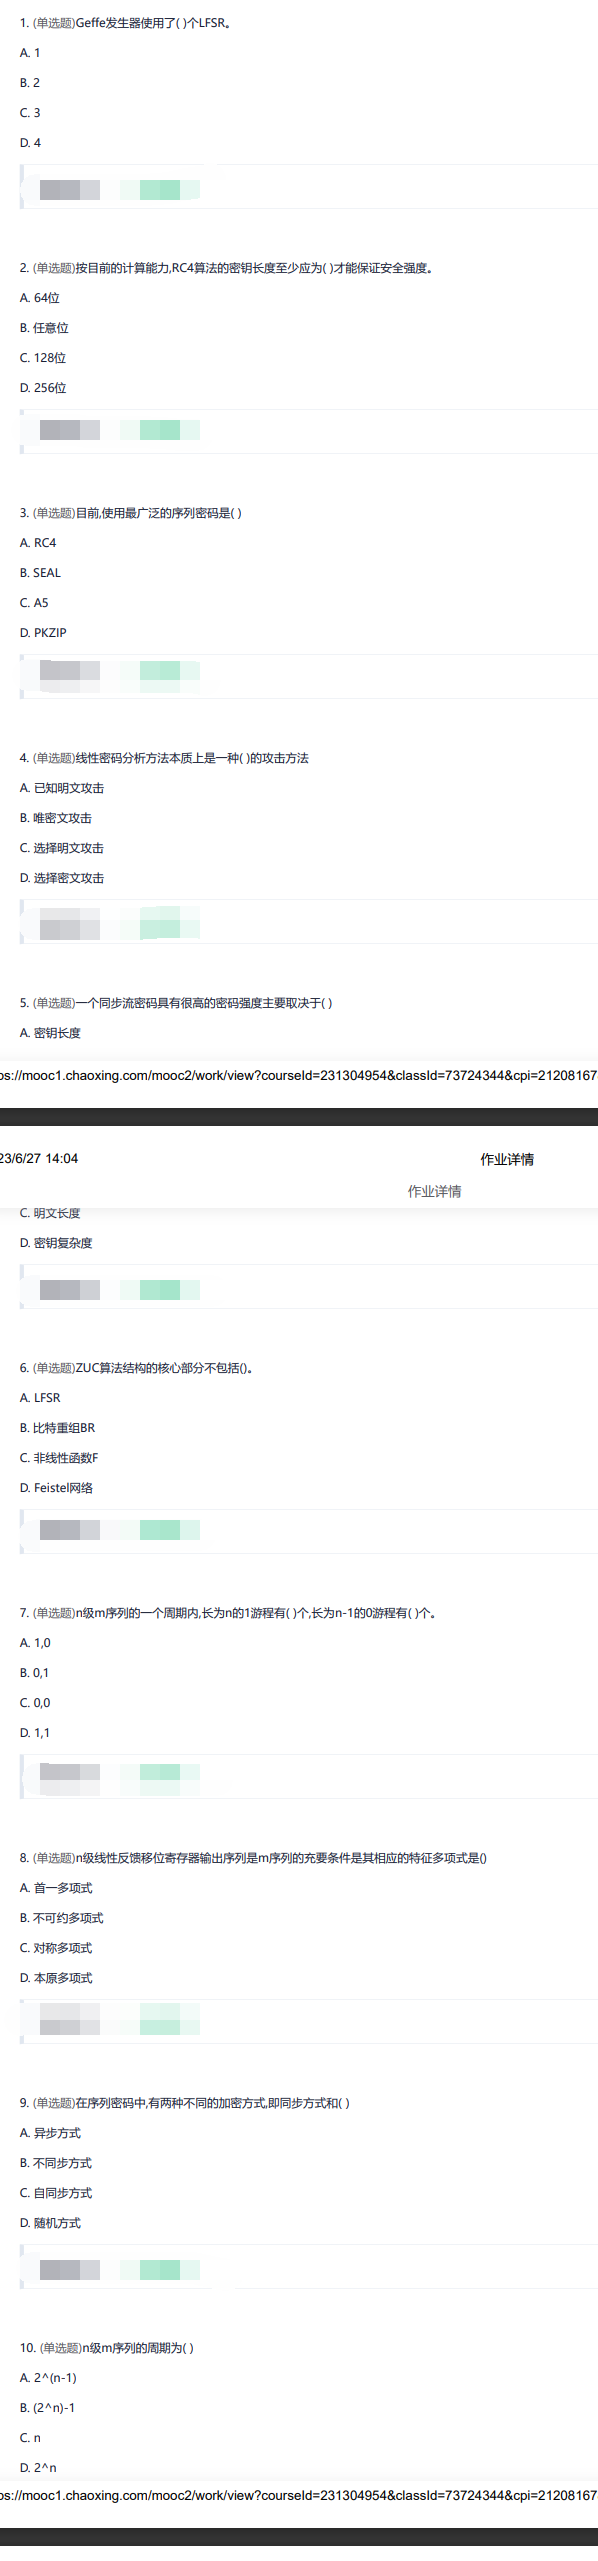 1. (单选题)Geffe发生器使用了( )个LFSR。
A. 1
B. 2
C. 3
D. 4
2. (单选题)按目前的计算能力,RC4算法的密钥长度至少应为( )才能保证安全强度。
A. 64位
B. 任意位
C. 128位
D. 256位
3. (单选题)目前,使用最广泛的序列密码是( )
A. RC4
B. SEAL
C. A5
D. PKZIP
4. (单选题)线性密码分析方法本质上是一种( )的攻击方法
A. 已知明文攻击
B. 唯密文攻击
C. 选择明文攻击
D. 选择密文攻击
5. (单选题)一个同步流密码具有很高的密码强度主要取决于( )
A. 密钥长度
ps://mooc1.chaoxing.com/mooc2/work/view?courseId=231304954&classId=73724344&cpi=21208167
23/6/27 14:04 作业详情
作业详情
C. 明文长度
D. 密钥复杂度
6. (单选题)ZUC算法结构的核心部分不包括()。
A. LFSR
B. 比特重组BR
C. 非线性函数F
D. Feistel网络
7. (单选题)n级m序列的一个周期内,长为n的1游程有( )个,长为n-1的0游程有( )个。
A. 1,0
B. 0,1
C. 0,0
D. 1,1
8. (单选题)n级线性反馈移位寄存器输出序列是m序列的充要条件是其相应的特征多项式是()
A. 首一多项式
B. 不可约多项式
C. 对称多项式
D. 本原多项式
9. (单选题)在序列密码中,有两种不同的加密方式,即同步方式和( )
A. 异步方式
B. 不同步方式
C. 自同步方式
D. 随机方式
10. (单选题)n级m序列的周期为( )
A. 2^(n-1)
B. (2^n)-1
C. n
D. 2^n
ps://mooc1.chaoxing.com/mooc2/work/view?courseId=231304954&classId=73724344&cpi=21208167